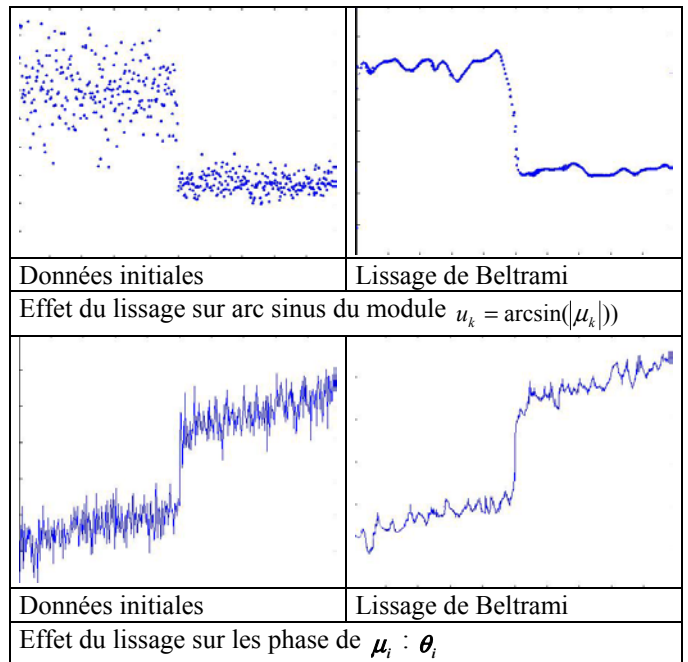 Données initiales
Lissage de Beltrami
Effet du lissage sur arc sinus du module u_k = arcsin(|μ_k|))
Données initiales
Lissage de Beltrami
Effet du lissage sur les phase de μ_i : θ_i